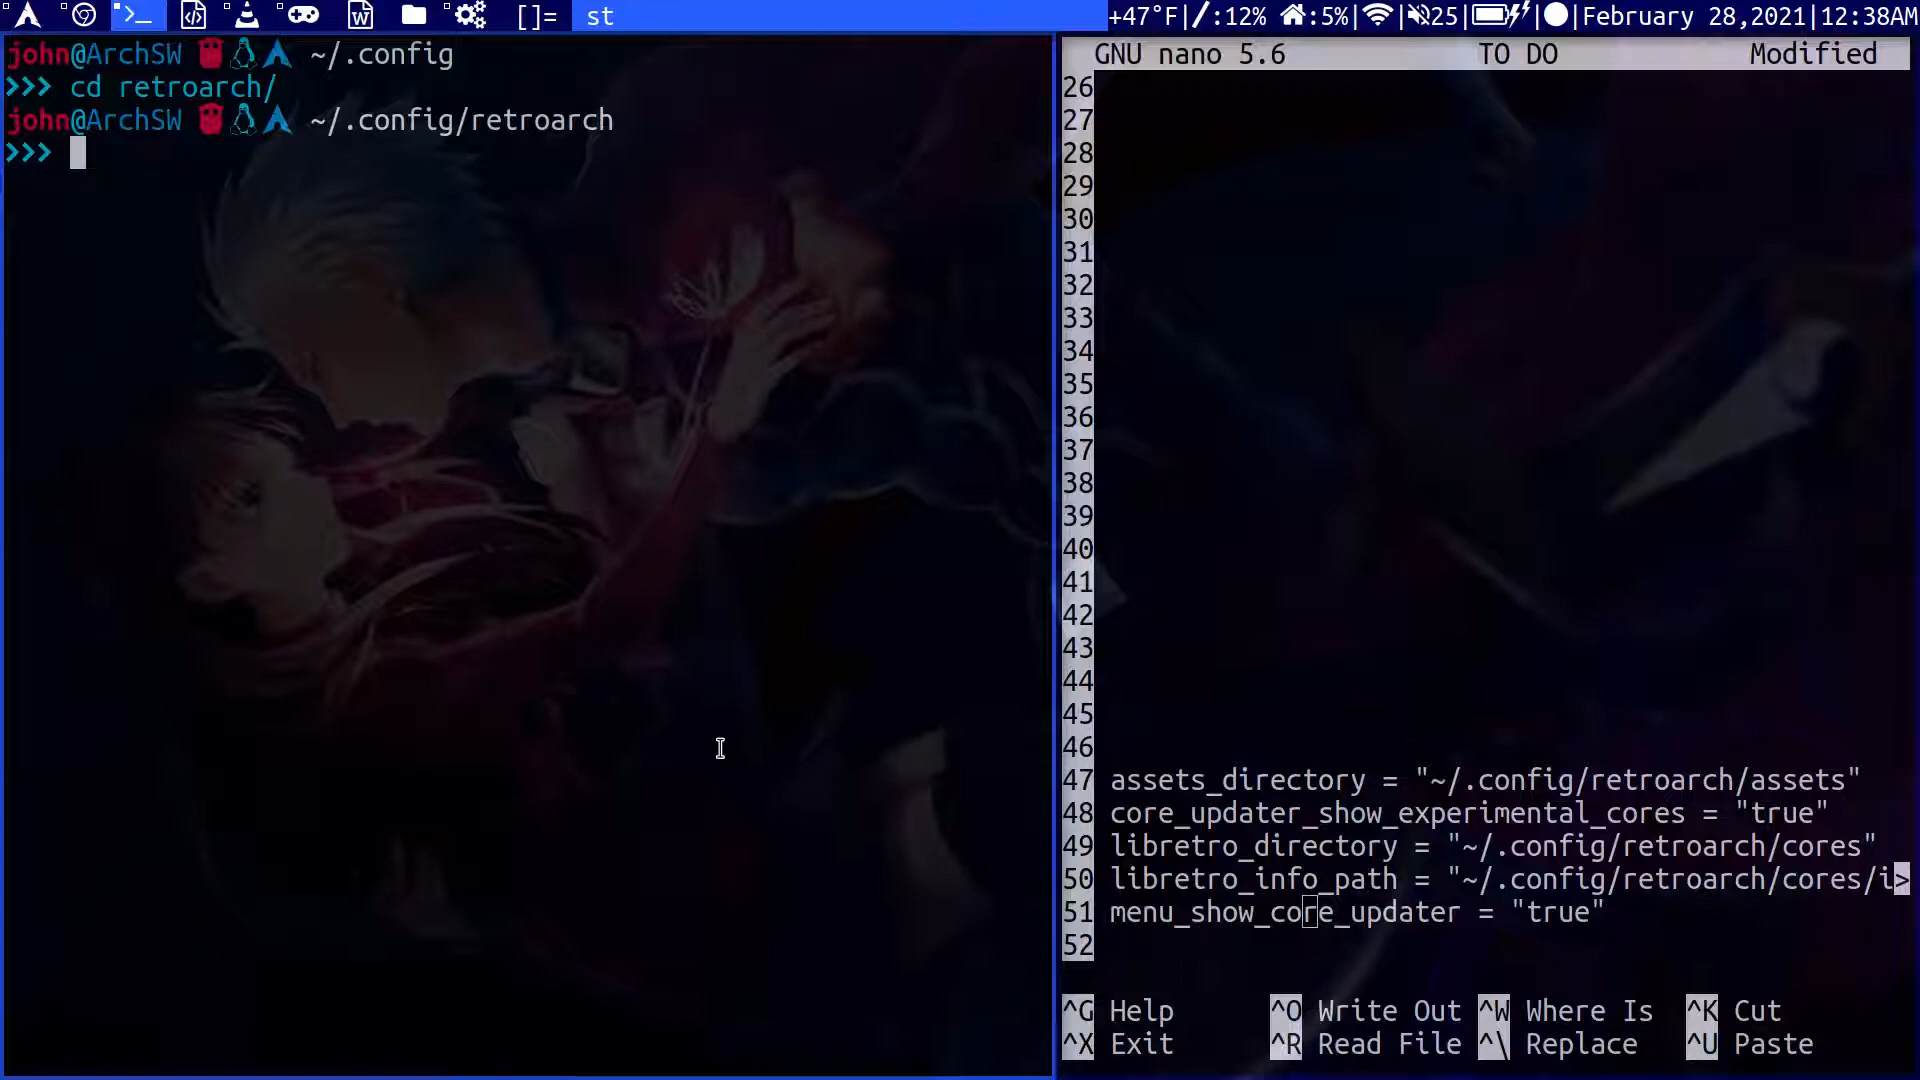 []= st +47°F|/:12% :5%| | 25| | |February 28,2021|12:38AM
john@ArchSW ~/.config
>>> cd retroarch/
john@ArchSW ~/.config/retroarch
>>>
GNU nano 5.6 TO DO Modified
26
27
28
29
30
31
32
33
34
35
36
37
38
39
40
41
42
43
44
45
46
47 assets_directory = "~/.config/retroarch/assets"
48 core_updater_show_experimental_cores = "true"
49 libretro_directory = "~/.config/retroarch/cores"
50 libretro_info_path = "~/.config/retroarch/cores/i>
51 menu_show_core_updater = "true"
52
^G Help ^O Write Out ^W Where Is ^K Cut
^X Exit ^R Read File ^\ Replace ^U Paste